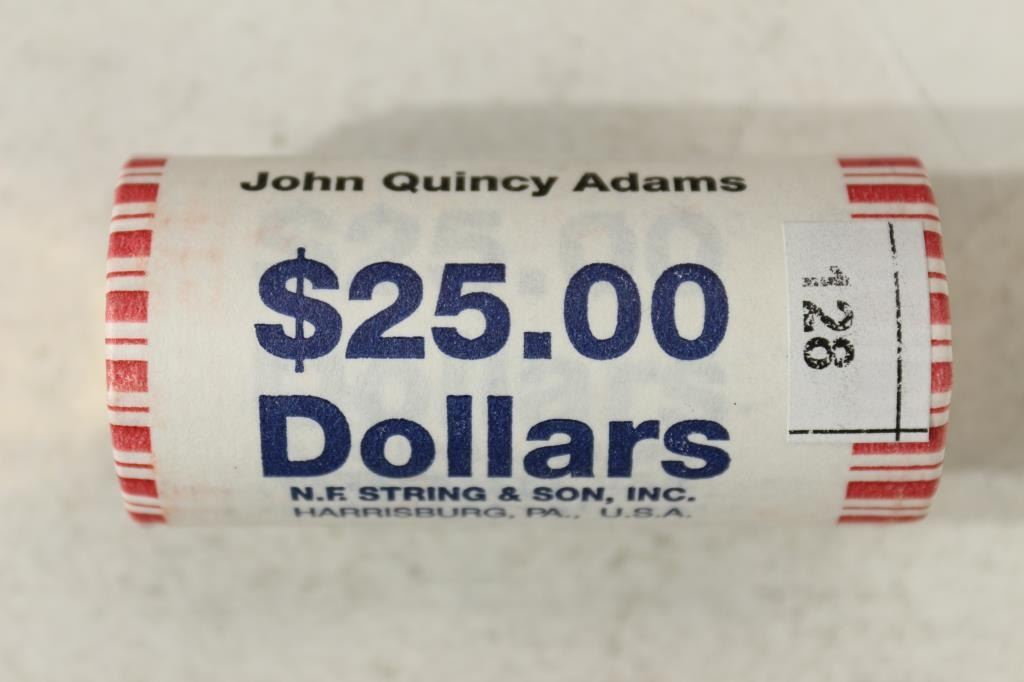 John Quincy Adams
$25.00
Dollars
N.F. STRING & SON, INC.
HARRISBURG, PA., U.S.A.
128